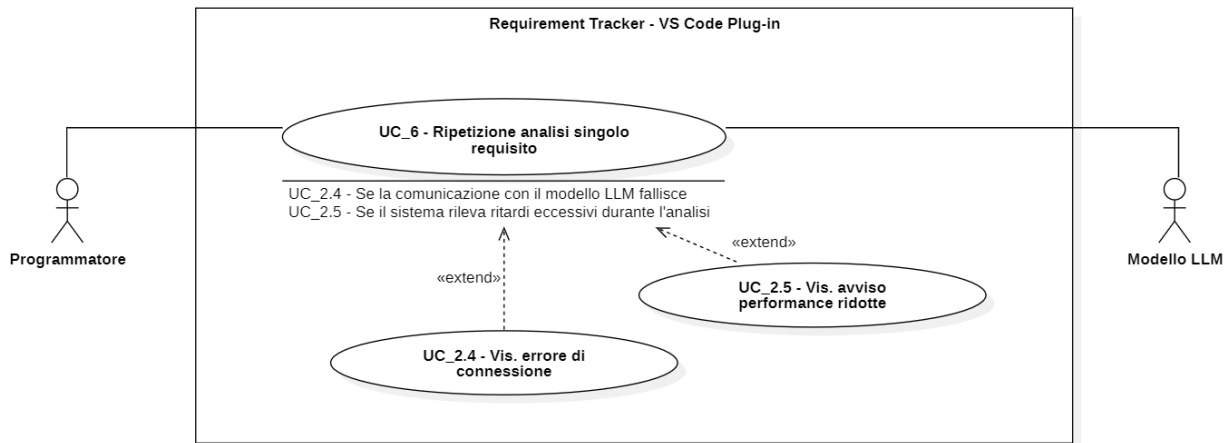 Requirement Tracker - VS Code Plug-in
UC_6 - Ripetizione analisi singolo
requisito
UC_2.4 - Se la comunicazione con il modello LLM fallisce
UC_2.5 - Se il sistema rileva ritardi eccessivi durante l'analisi
Programmatore
Modello LLM
«extend»
«extend»
UC_2.5 - Vis. avviso
performance ridotte
UC_2.4 - Vis. errore di
connessione